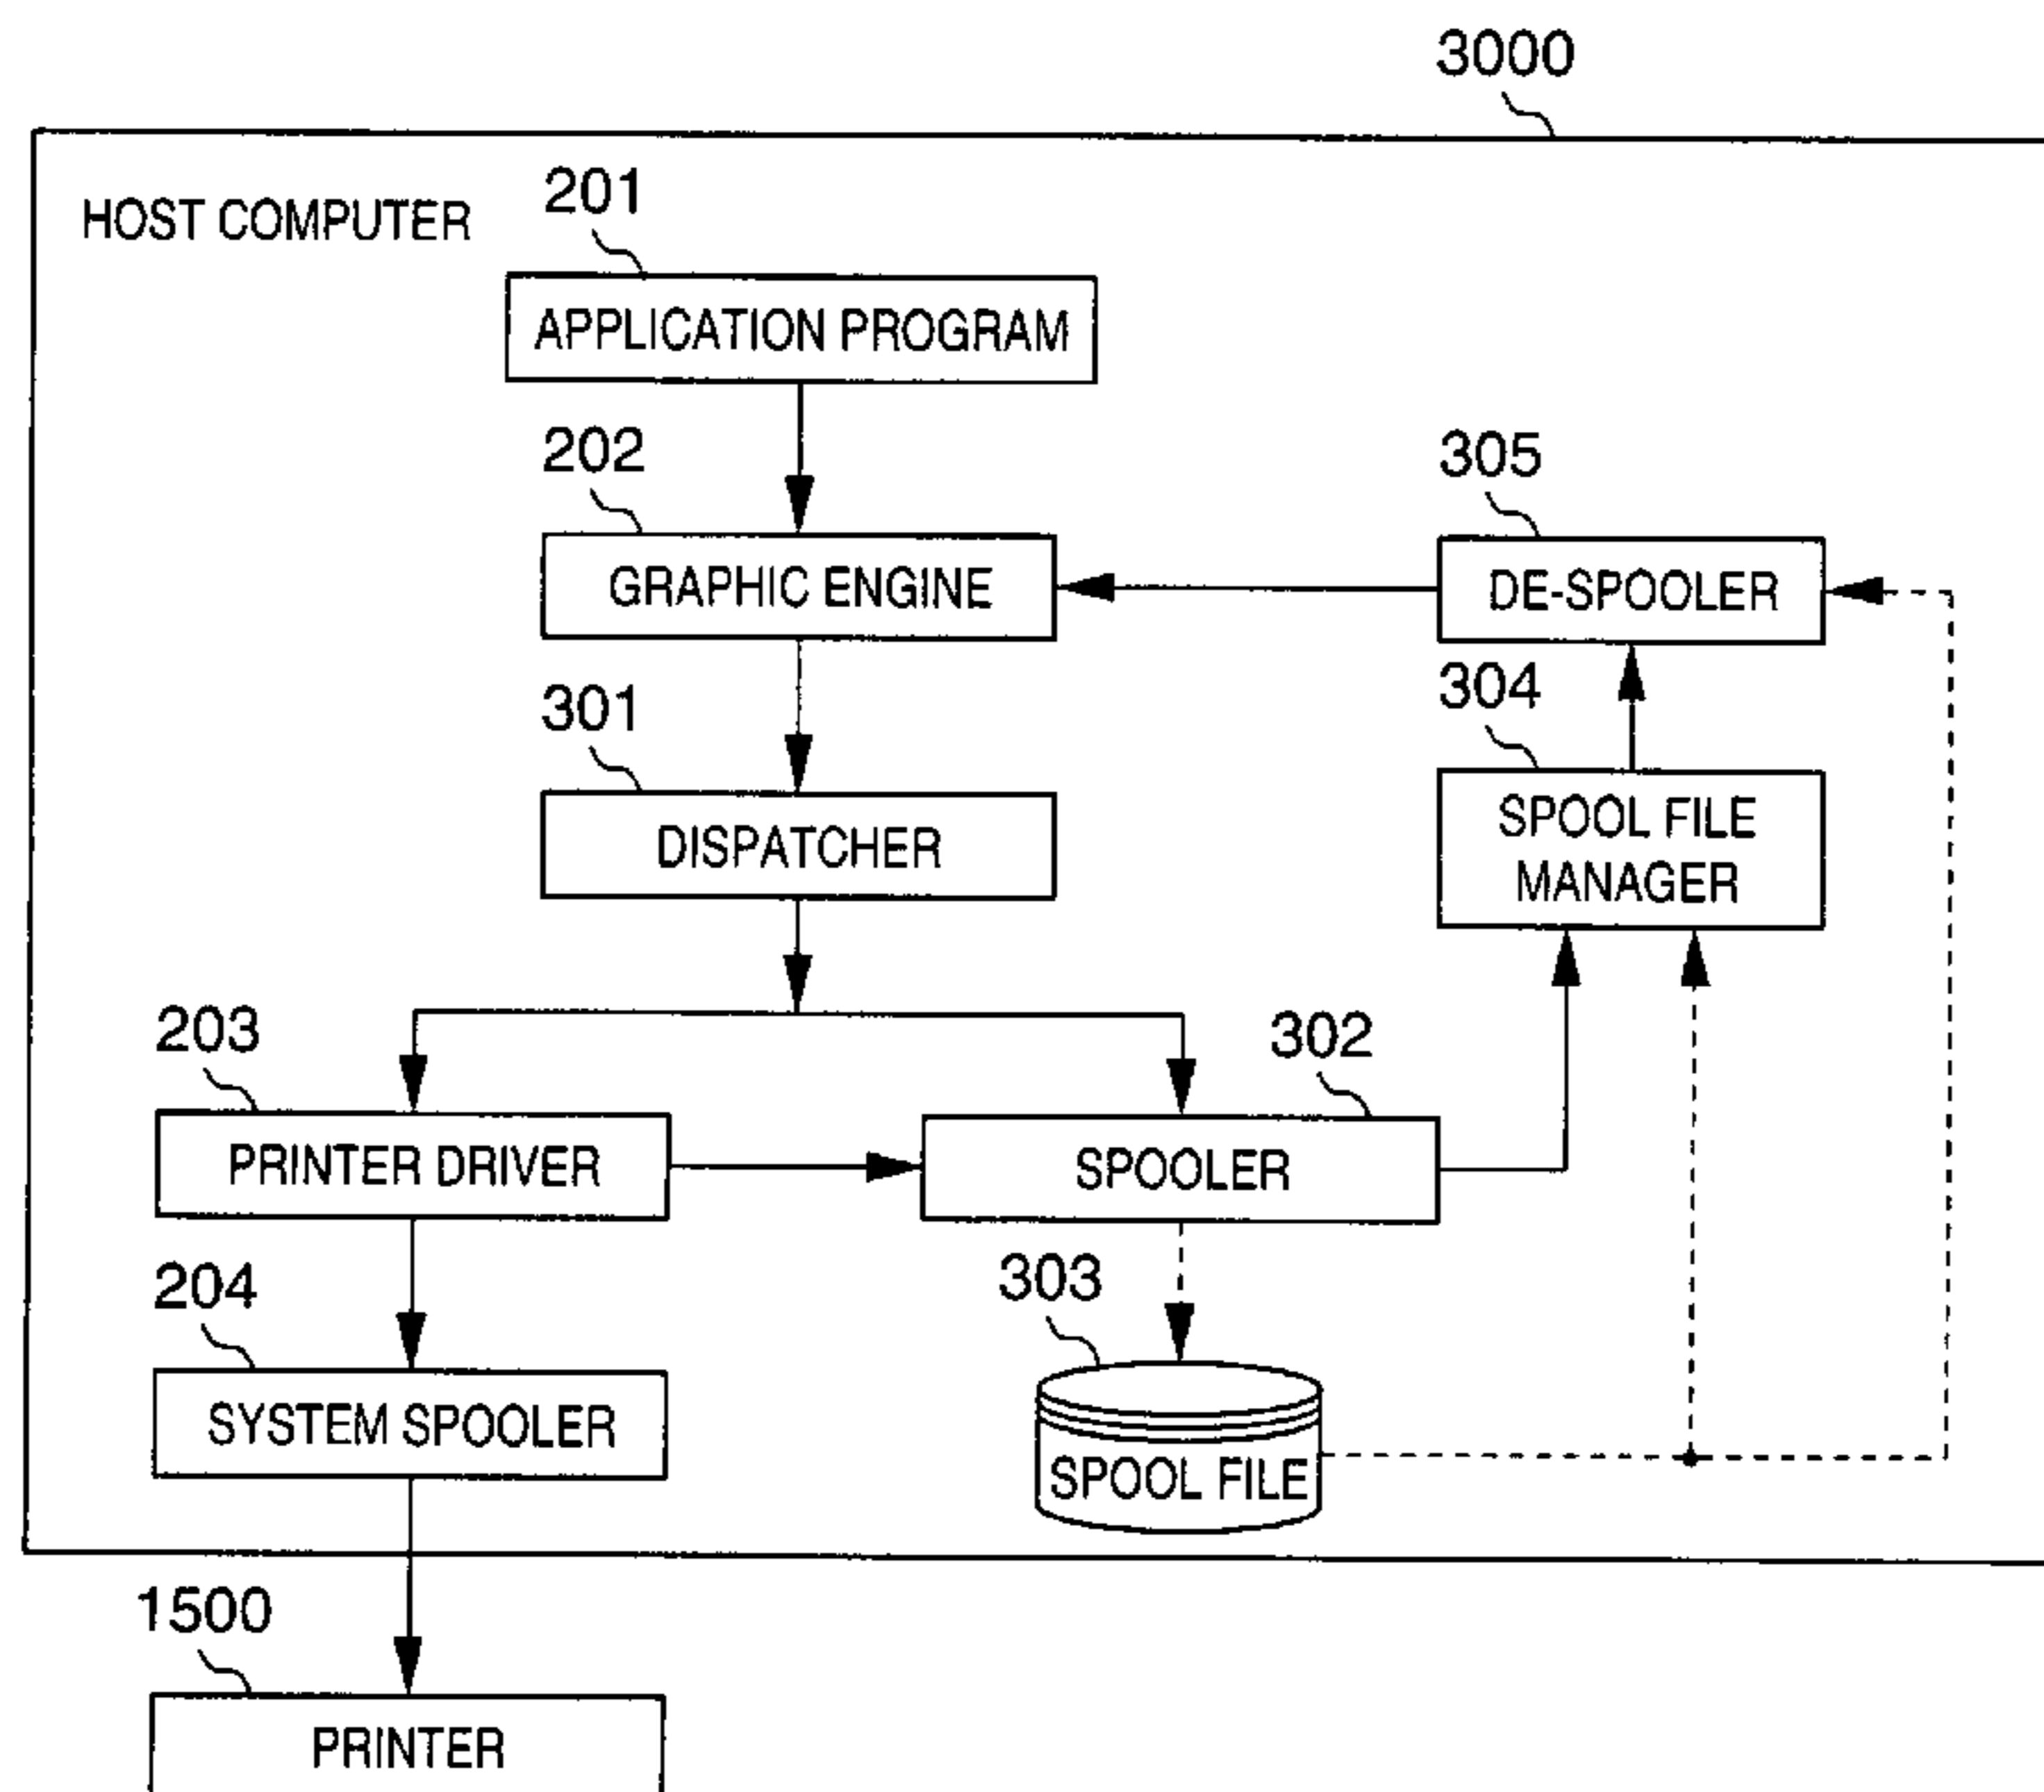 3000
HOST COMPUTER
201
APPLICATION PROGRAM
202
GRAPHIC ENGINE
305
DE-SPOOLER
301
DISPATCHER
304
SPOOL FILE
MANAGER
203
PRINTER DRIVER
302
SPOOLER
204
SYSTEM SPOOLER
303
SPOOL FILE
1500
PRINTER